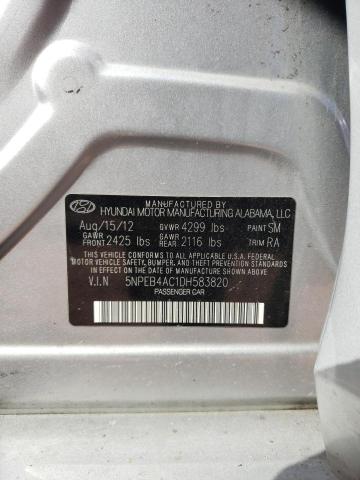 MANUFACTURED BY
HYUNDAI MOTOR MANUFACTURING ALABAMA, LLC
Aug/15/12 GVWR 4299 lbs PAINT SM
GAWR FRONT 2425 lbs GAWR REAR 2116 lbs TRIM RA
THIS VEHICLE CONFORMS TO ALL APPLICABLE U.S.A. FEDERAL
MOTOR VEHICLE SAFETY, BUMPER, AND THEFT PREVENTION
STANDARDS IN EFFECT ON THE DATE OF MANUFACTURE SHOWN ABOVE.
V.I.N 5NPEB4AC1DH583820
PASSENGER CAR